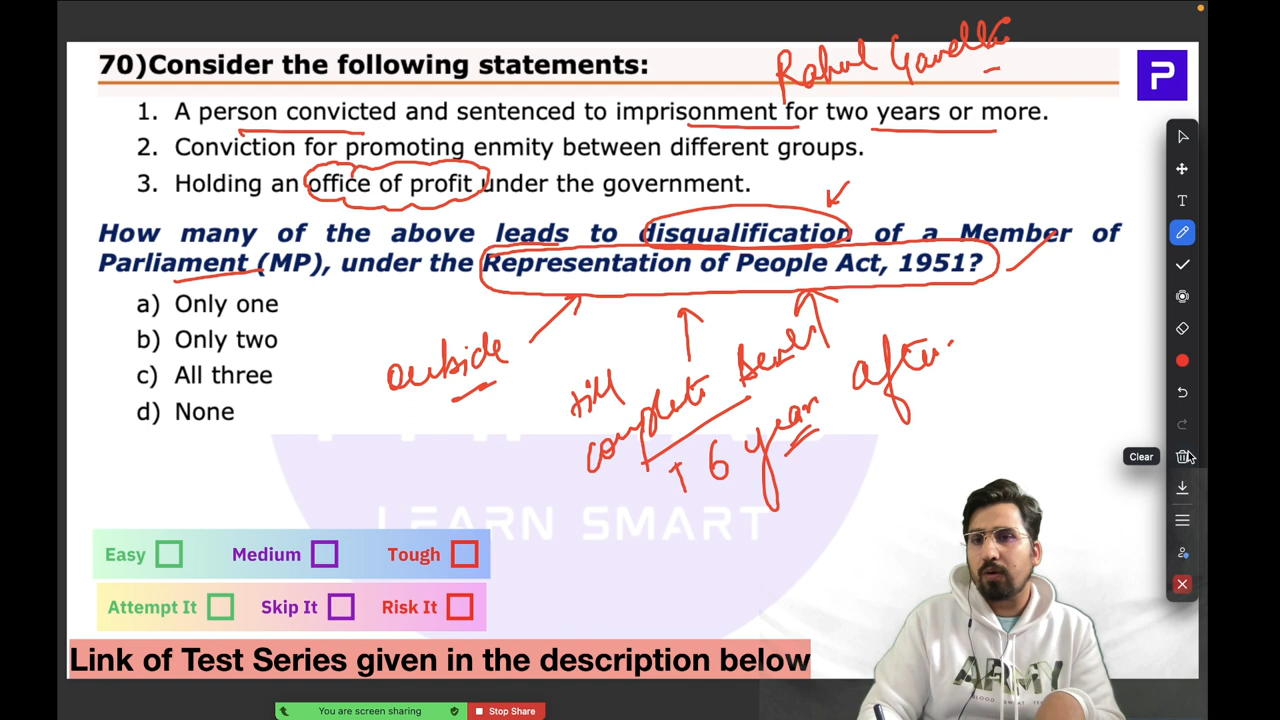 70)Consider the following statements:
Rahul Gandhi
P
1. A person convicted and sentenced to imprisonment for two years or more.
2. Conviction for promoting enmity between different groups.
3. Holding an office of profit under the government.
How many of the above leads to disqualification of a Member of
Parliament (MP), under the Representation of People Act, 1951?
a) Only one
b) Only two
c) All three
d) None
outside
till
complete
+ 6 year after
Clear
LEARN SMART
Easy Medium Tough
Attempt It Skip It Risk It
Link of Test Series given in the description below
ARMY
You are screen sharing Stop Share